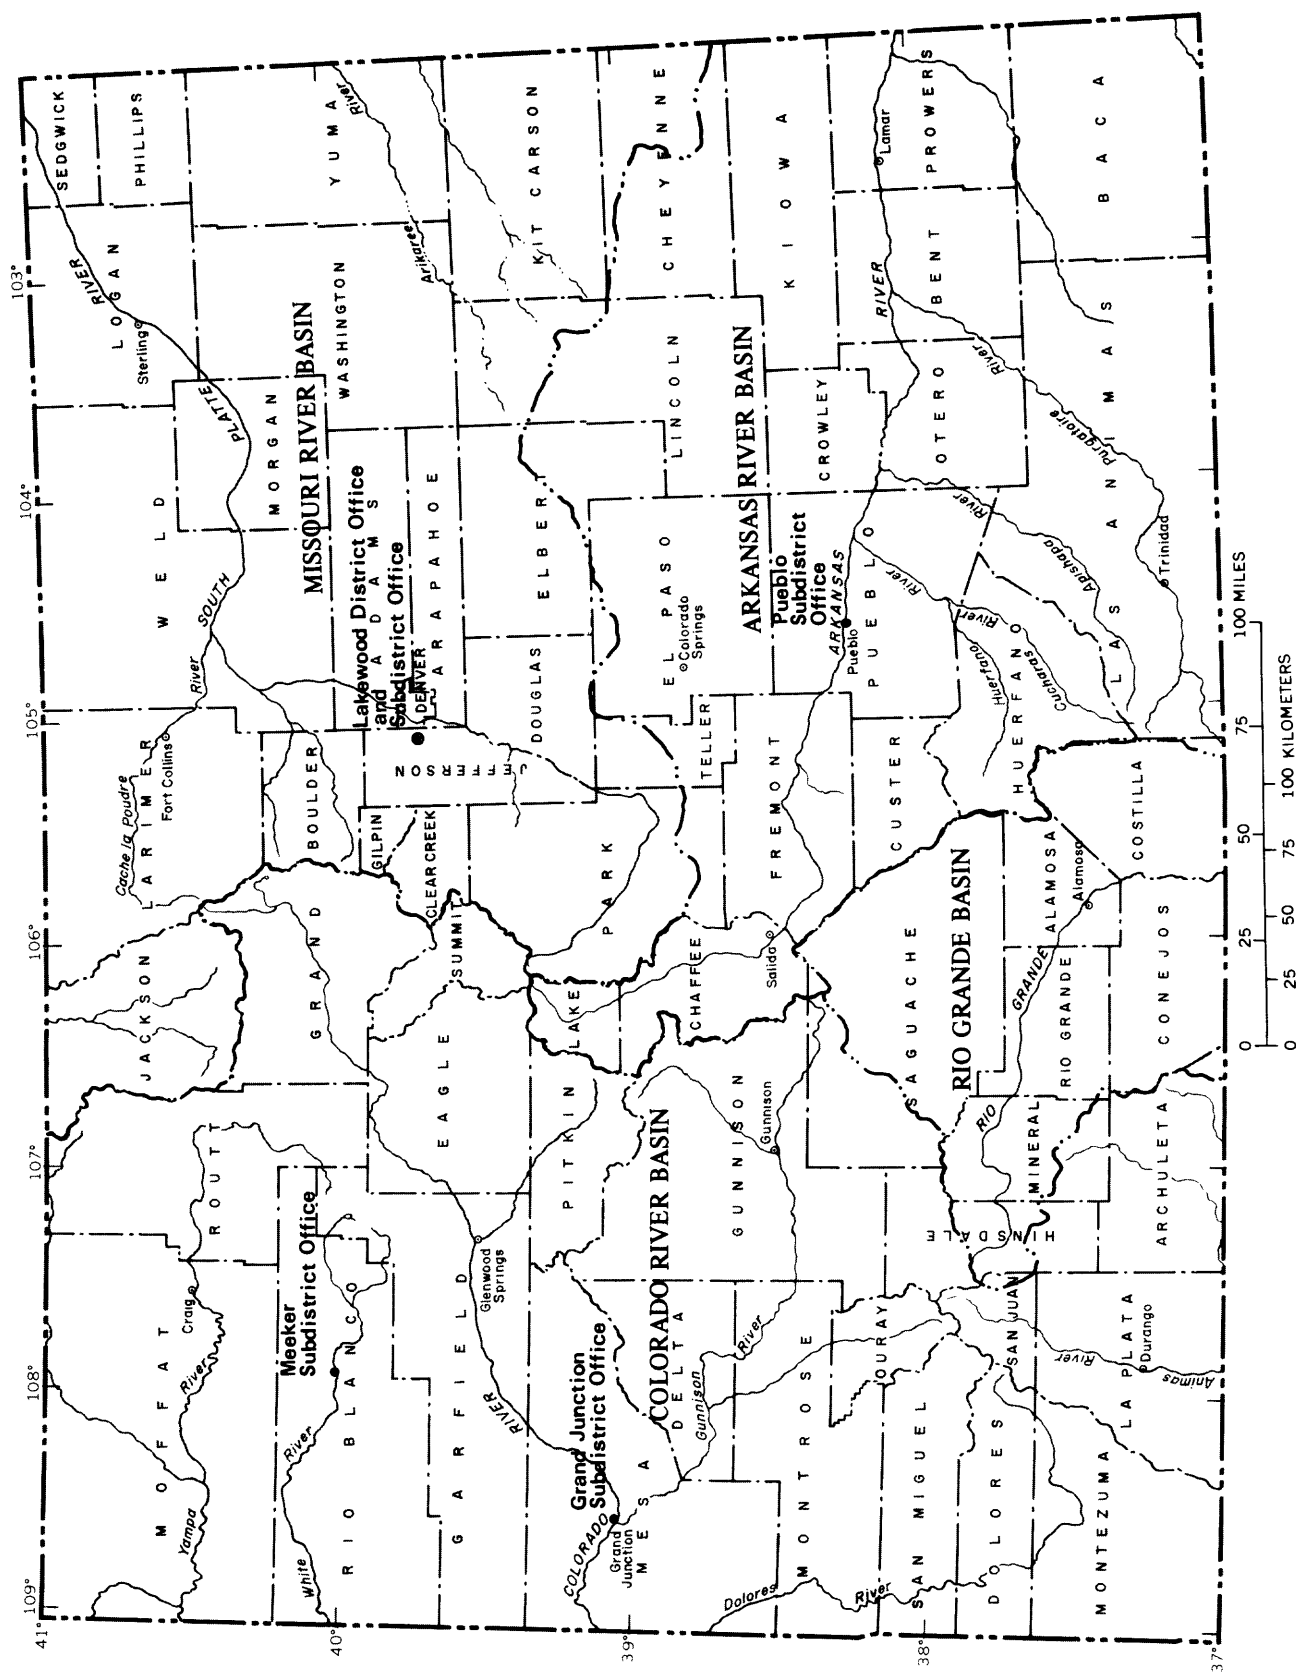 41°
109°
108°
107°
106°
105°
104°
103°
40°
39°
38°
37°
MOFFAT
Yampa
River
Craig
ROUTT
JACKSON
LARIMER
Cache la Poudre
Fort Collins
River
WELD
SOUTH
PLATTE
RIVER
LOGAN
Sterling
SEDGWICK
PHILLIPS
MORGAN
WASHINGTON
YUMA
MISSOURI RIVER BASIN
White
River
RIO BLANCO
Meeker
Subdistrict Office
GRAND
BOULDER
GILPIN
CLEAR CREEK
JEFFERSON
Lakewood District Office
and
Subdistrict Office
ADAMS
DENVER
ARAPAHOE
Arikaree
River
GARFIELD
RIVER
Glenwood
Springs
EAGLE
SUMMIT
DOUGLAS
ELBERT
KIT CARSON
Grand Junction
Subdistrict Office
COLORADO
Grand
Junction
MESA
PITKIN
LAKE
PARK
COLORADO RIVER BASIN
DELTA
Gunnison
River
GUNNISON
Gunnison
CHAFFEE
Salida
TELLER
EL PASO
Colorado
Springs
LINCOLN
CHEYENNE
ARKANSAS RIVER BASIN
Pueblo
Subdistrict
Office
FREMONT
ARKANSAS
Pueblo
PUEBLO
CROWLEY
KIOWA
Dolores
River
MONTROSE
OURAY
SAN MIGUEL
DOLORES
SAN JUAN
HINSDALE
SAGUACHE
RIO GRANDE BASIN
CUSTER
Huerfano
River
River
Cucharas
HUERFANO
Apishapa
River
OTERO
RIVER
BENT
Lamar
PROWERS
MONTEZUMA
LA PLATA
Durango
Animas
River
ARCHULETA
MINERAL
RIO
GRANDE
RIO GRANDE
CONEJOS
ALAMOSA
Alamosa
COSTILLA
LAS ANIMAS
Trinidad
Purgatoire
River
BACA
0 25 50 75 100 MILES
0 25 50 75 100 KILOMETERS